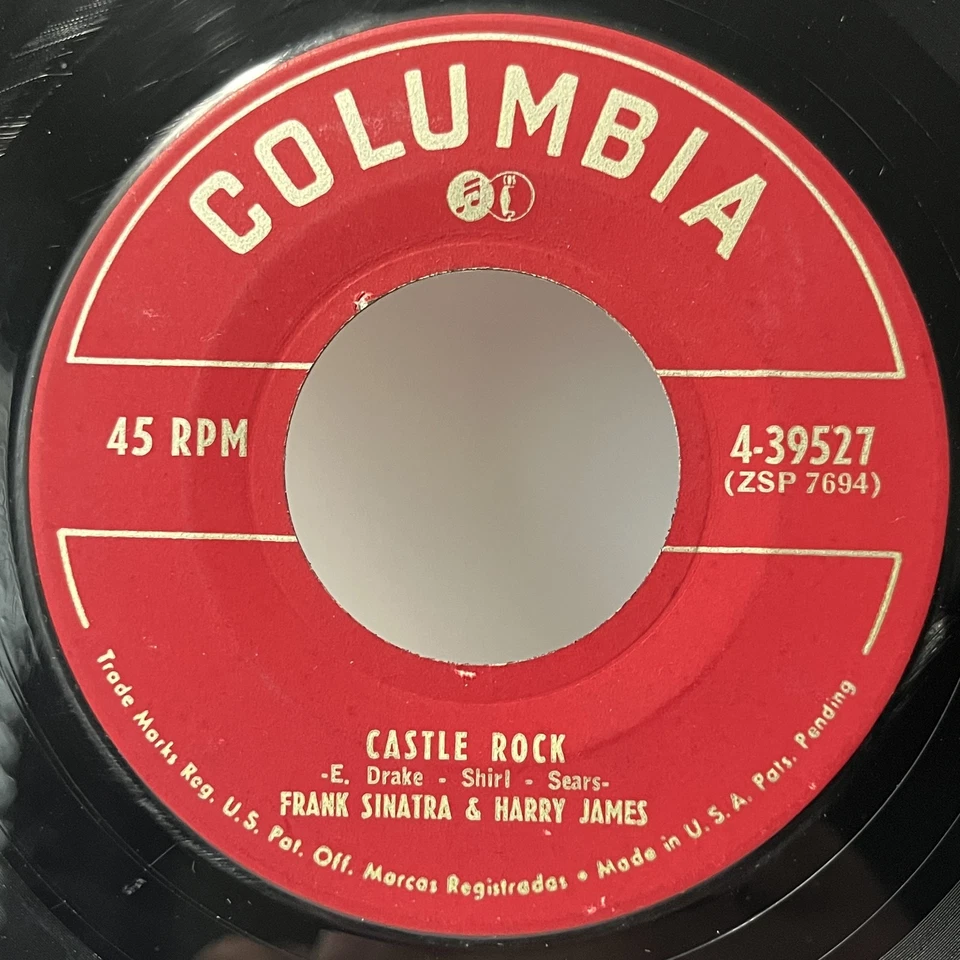 COLUMBIA
CBS
45 RPM
4-39527
(ZSP 7694)
CASTLE ROCK
-E. Drake - Shirl - Sears-
FRANK SINATRA & HARRY JAMES
Trade Marks Reg. U.S. Pat. Off. Marcas Registradas • Made in U.S.A. Pats. Pending